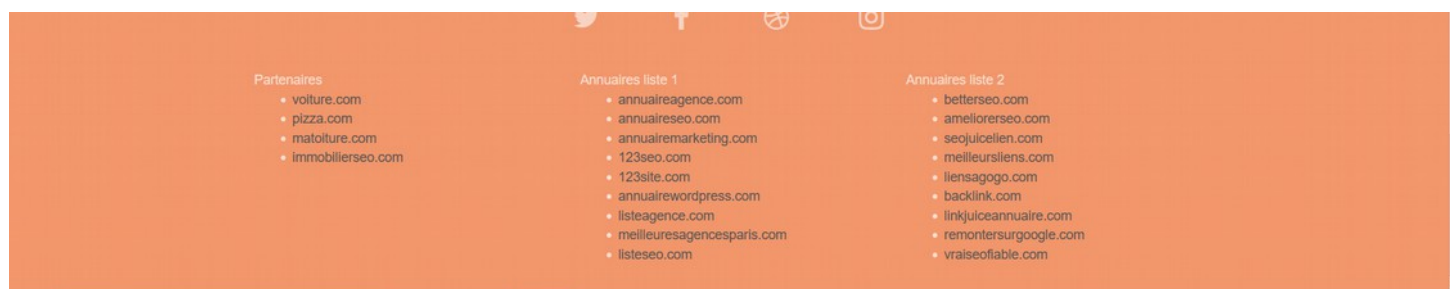 Partenaires
voiture.com
pizza.com
matoiture.com
immobilierseo.com
Annuaires liste 1
annuaireagence.com
annuaireseo.com
annuairemarketing.com
123seo.com
123site.com
annuairewordpress.com
listeagence.com
meilleuresagencesparis.com
listeseo.com
Annuaires liste 2
betterseo.com
ameliorerseo.com
seojuicelien.com
meilleursliens.com
liensagogo.com
backlink.com
linkjuiceannuaire.com
remontersurgoogle.com
vraiseofiable.com